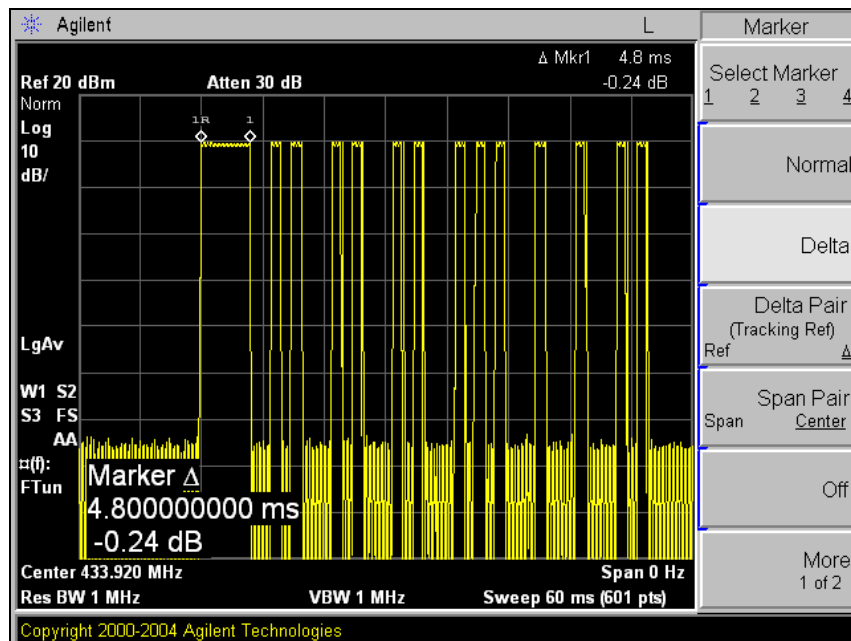 Agilent
L
Marker
Δ Mkr1 4.8 ms
Ref 20 dBm Atten 30 dB -0.24 dB
Norm
Log
10
dB/
1R 1
LgAv
W1 S2
S3 FS
AA
¤(f):
FTun
Marker Δ
4.800000000 ms
-0.24 dB
Center 433.920 MHz Span 0 Hz
Res BW 1 MHz VBW 1 MHz Sweep 60 ms (601 pts)
Copyright 2000-2004 Agilent Technologies
Select Marker
1 2 3 4
Normal
Delta
Delta Pair
(Tracking Ref)
Ref Δ
Span Pair
Span Center
Off
More
1 of 2